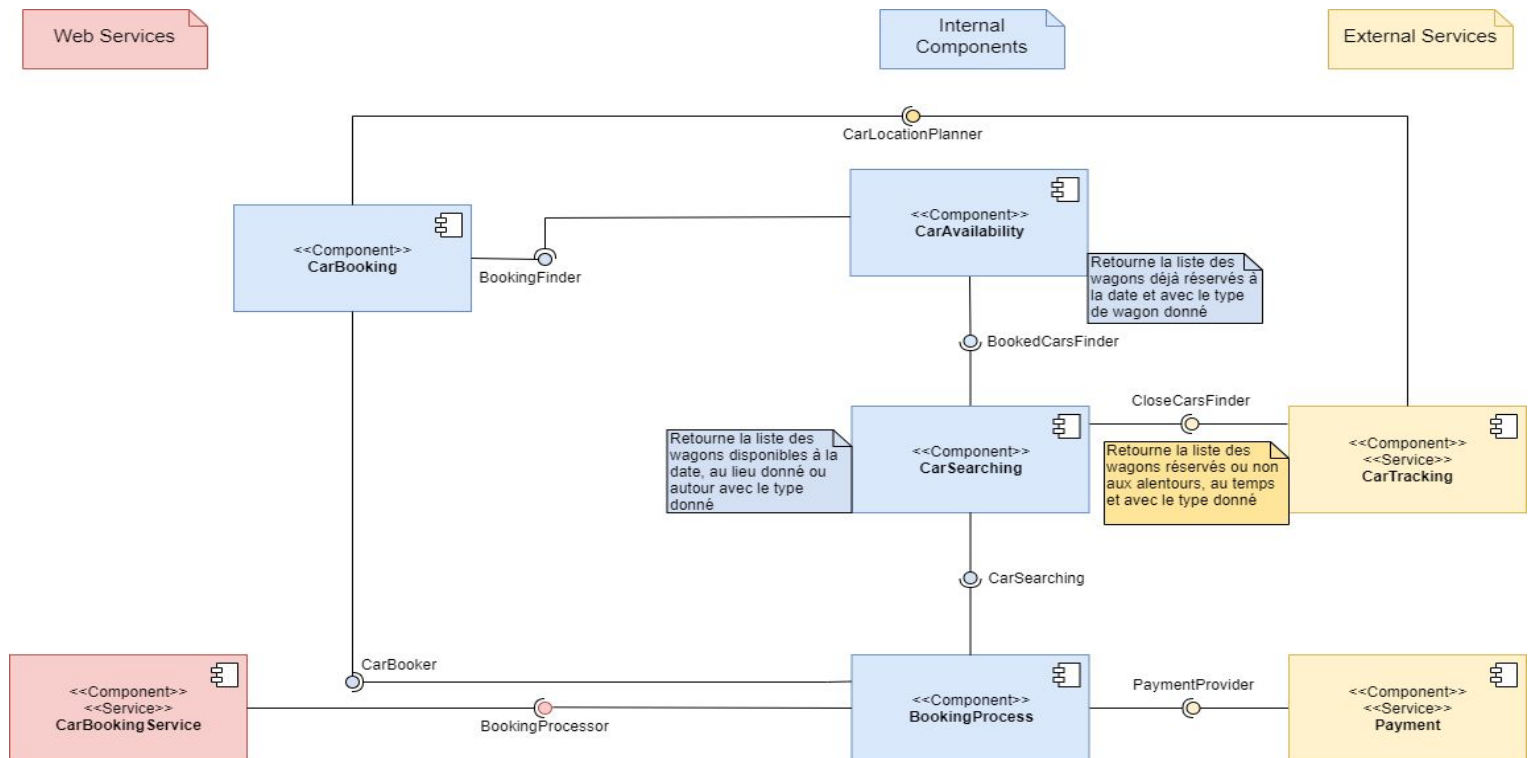 Web Services
Internal
Components
External Services
CarLocationPlanner
<<Component>>
CarBooking
BookingFinder
<<Component>>
CarAvailability
Retourne la liste des
wagons déjà réservés à
la date et avec le type
de wagon donné
BookedCarsFinder
Retourne la liste des
wagons disponibles à la
date, au lieu donné ou
autour avec le type
donné
<<Component>>
CarSearching
CloseCarsFinder
Retourne la liste des
wagons réservés ou non
aux alentours, au temps
et avec le type donné
<<Component>>
<<Service>>
CarTracking
CarSearching
CarBooker
<<Component>>
<<Service>>
CarBookingService
BookingProcessor
<<Component>>
BookingProcess
PaymentProvider
<<Component>>
<<Service>>
Payment